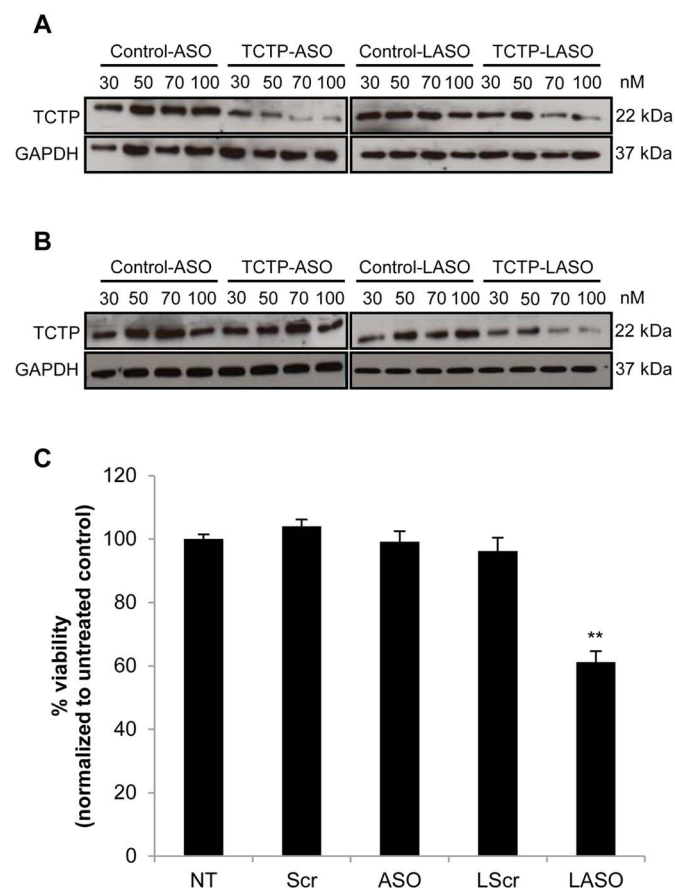 A
Control-ASO TCTP-ASO Control-LASO TCTP-LASO
30 50 70 100 30 50 70 100 30 50 70 100 30 50 70 100 nM
TCTP 22 kDa
GAPDH 37 kDa
B
Control-ASO TCTP-ASO Control-LASO TCTP-LASO
30 50 70 100 30 50 70 100 30 50 70 100 30 50 70 100 nM
TCTP 22 kDa
GAPDH 37 kDa
C
% viability
(normalized to untreated control)
120
100
80
60
40
20
0
**
NT Scr ASO LScr LASO